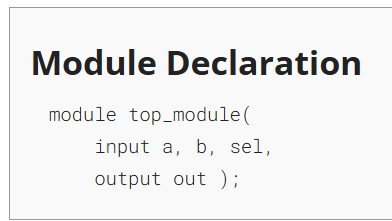 Module Declaration
module top_module(
    input a, b, sel,
    output out );